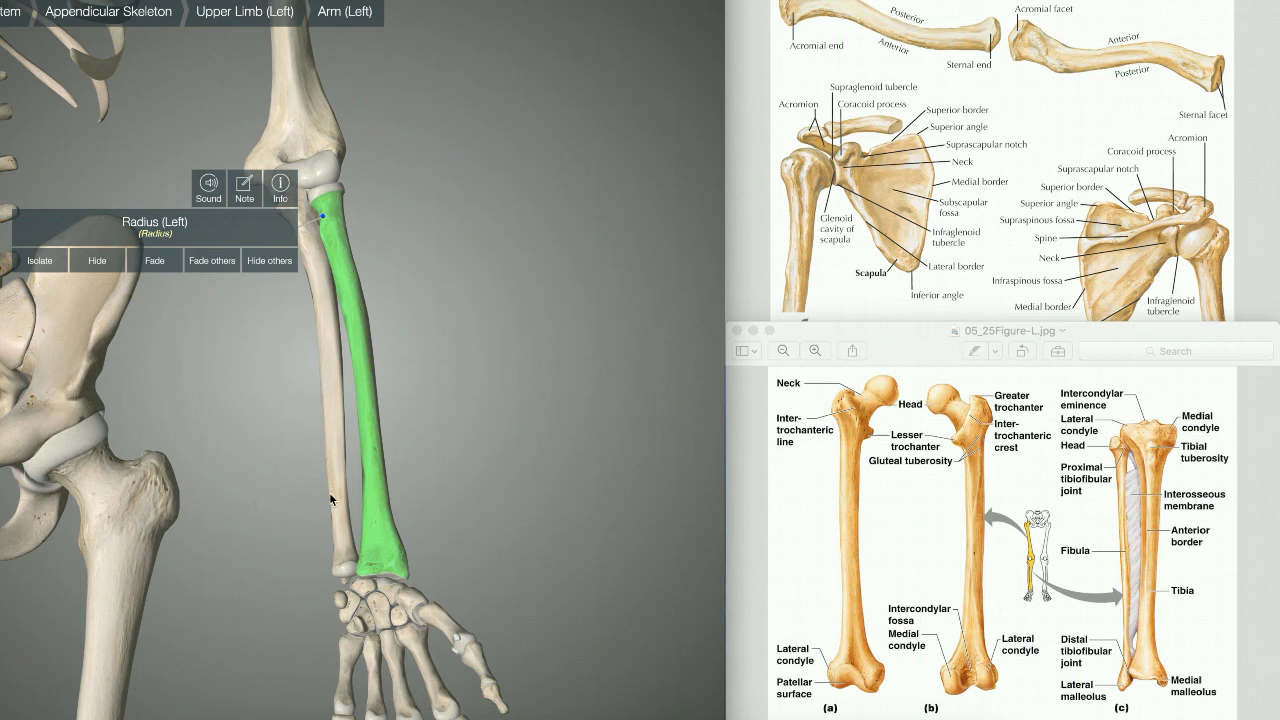 tem
Appendicular Skeleton
Upper Limb (Left)
Arm (Left)
Sound
Note
Info
Radius (Left)
(Radius)
Isolate
Hide
Fade
Fade others
Hide others
Posterior
Anterior
Acromial end
Sternal end
Acromial facet
Anterior
Posterior
Sternal facet
Supraglenoid tubercle
Acromion
Coracoid process
Superior border
Superior angle
Suprascapular notch
Neck
Medial border
Subscapular
fossa
Glenoid
cavity of
scapula
Infraglenoid
tubercle
Lateral border
Scapula
Inferior angle
Acromion
Coracoid process
Suprascapular notch
Superior border
Superior angle
Supraspinous fossa
Spine
Neck
Infraspinous fossa
Medial border
Infraglenoid
tubercle
05_25Figure-L.jpg
Search
Neck
Inter-
trochanteric
line
Head
Lesser
trochanter
Gluteal tuberosity
Greater
trochanter
Inter-
trochanteric
crest
Intercondylar
eminence
Lateral
condyle
Head
Medial
condyle
Tibial
tuberosity
Proximal
tibiofibular
joint
Interosseous
membrane
Anterior
border
Fibula
Tibia
Intercondylar
fossa
Medial
condyle
Lateral
condyle
Lateral
condyle
Patellar
surface
Distal
tibiofibular
joint
Lateral
malleolus
Medial
malleolus
(a)
(b)
(c)